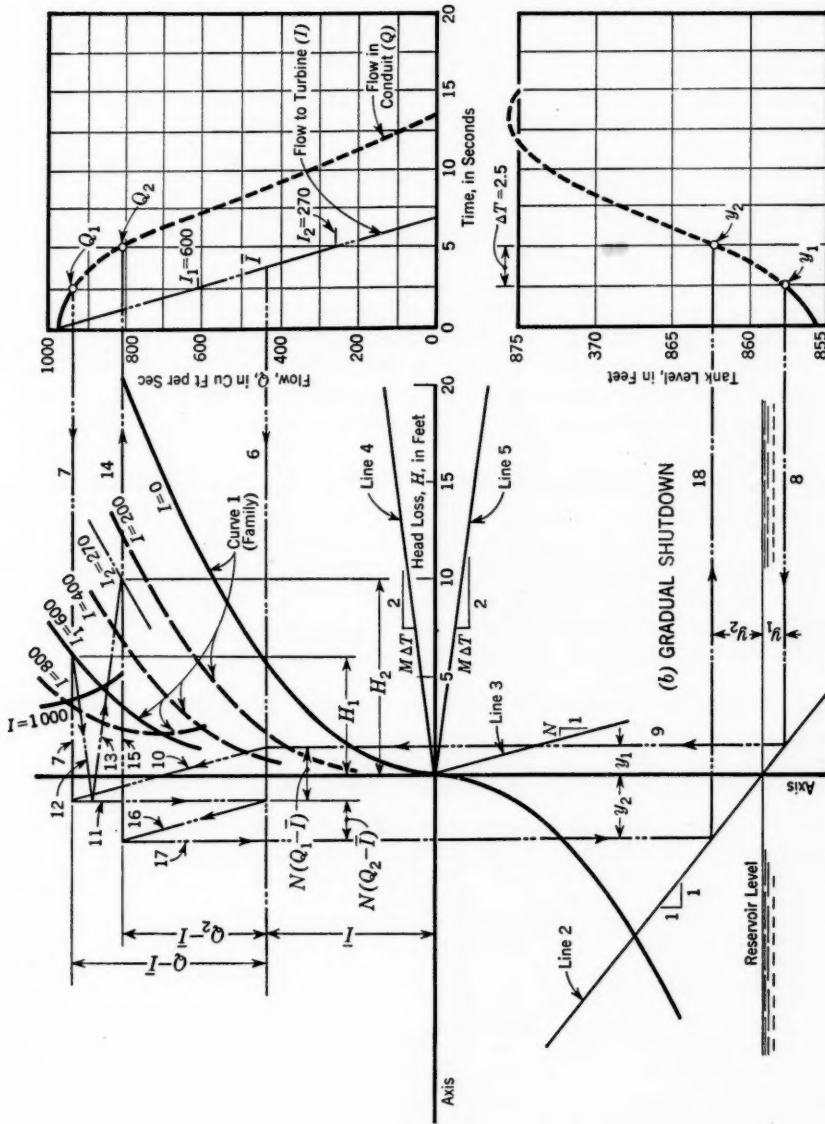 1000
800
600
400
200
0
Flow, Q, in Cu Ft per Sec
Q₁
Q₂
I₁=600
Ī
I₂=270
Flow to Turbine (I)
Flow in
Conduit (Q)
0
5
10
15
20
Time, in Seconds
875
370
865
860
855
Tank Level, in Feet
ΔT=2.5
y₂
y₁
7
14
6
I=1000
I=800
I₁=600
I=400
I₂=270
I=200
I=0
Curve 1
(Family)
7
12
13
15
10
11
16
17
H₁
H₂
N(Q₁-Ī)
N(Q₂-Ī)
Q-Ī
Q₂-Ī
Ī
5
10
15
20
Head Loss, H, in Feet
Line 4
Line 5
MΔT
2
MΔT
2
Line 3
N
1
y₁
y₂
9
18
8
(b) GRADUAL SHUTDOWN
y₂
y₁
Line 2
1
1
Reservoir Level
Axis
Axis